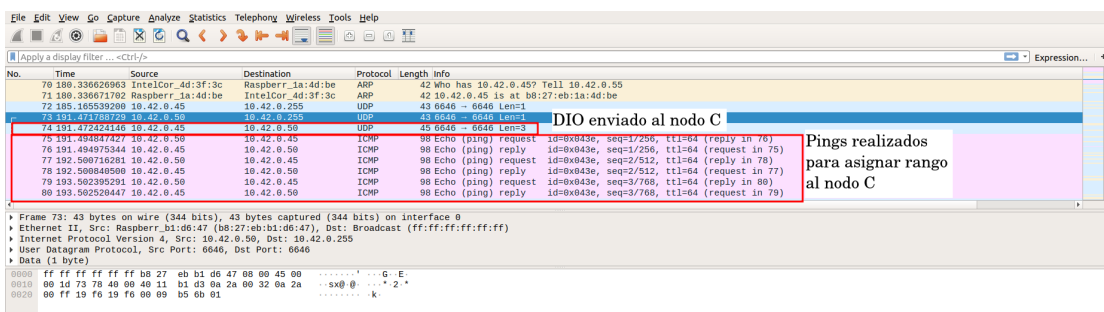 File Edit View Go Capture Analyze Statistics Telephony Wireless Tools Help
Apply a display filter ... <Ctrl-/>
Expression... +
No. Time Source Destination Protocol Length Info
70 180.336626963 IntelCor_4d:3f:3c Raspberr_1a:4d:be ARP 42 Who has 10.42.0.45? Tell 10.42.0.55
71 180.336671702 Raspberr_1a:4d:be IntelCor_4d:3f:3c ARP 42 10.42.0.45 is at b8:27:eb:1a:4d:be
72 185.165539200 10.42.0.45 10.42.0.255 UDP 43 6646 → 6646 Len=1
73 191.471788729 10.42.0.50 10.42.0.255 UDP 43 6646 → 6646 Len=1
DIO enviado al nodo C
74 191.472424146 10.42.0.45 10.42.0.50 UDP 45 6646 → 6646 Len=3
75 191.494847427 10.42.0.50 10.42.0.45 ICMP 98 Echo (ping) request id=0x043e, seq=1/256, ttl=64 (reply in 76)
76 191.494975344 10.42.0.45 10.42.0.50 ICMP 98 Echo (ping) reply id=0x043e, seq=1/256, ttl=64 (request in 75)
77 192.500716281 10.42.0.50 10.42.0.45 ICMP 98 Echo (ping) request id=0x043e, seq=2/512, ttl=64 (reply in 78)
78 192.500840500 10.42.0.45 10.42.0.50 ICMP 98 Echo (ping) reply id=0x043e, seq=2/512, ttl=64 (request in 77)
79 193.502395291 10.42.0.50 10.42.0.45 ICMP 98 Echo (ping) request id=0x043e, seq=3/768, ttl=64 (reply in 80)
80 193.502520447 10.42.0.45 10.42.0.50 ICMP 98 Echo (ping) reply id=0x043e, seq=3/768, ttl=64 (request in 79)
Pings realizados
para asignar rango
al nodo C
Frame 73: 43 bytes on wire (344 bits), 43 bytes captured (344 bits) on interface 0
Ethernet II, Src: Raspberr_b1:d6:47 (b8:27:eb:b1:d6:47), Dst: Broadcast (ff:ff:ff:ff:ff:ff)
Internet Protocol Version 4, Src: 10.42.0.50, Dst: 10.42.0.255
User Datagram Protocol, Src Port: 6646, Dst Port: 6646
Data (1 byte)
0000 ff ff ff ff ff ff b8 27 eb b1 d6 47 08 00 45 00 ·······' ···G··E·
0010 00 1d 73 78 40 00 40 11 b1 d3 0a 2a 00 32 0a 2a ··sx@·@· ···*·2·*
0020 00 ff 19 f6 19 f6 00 09 b5 6b 01 ········ ·k·